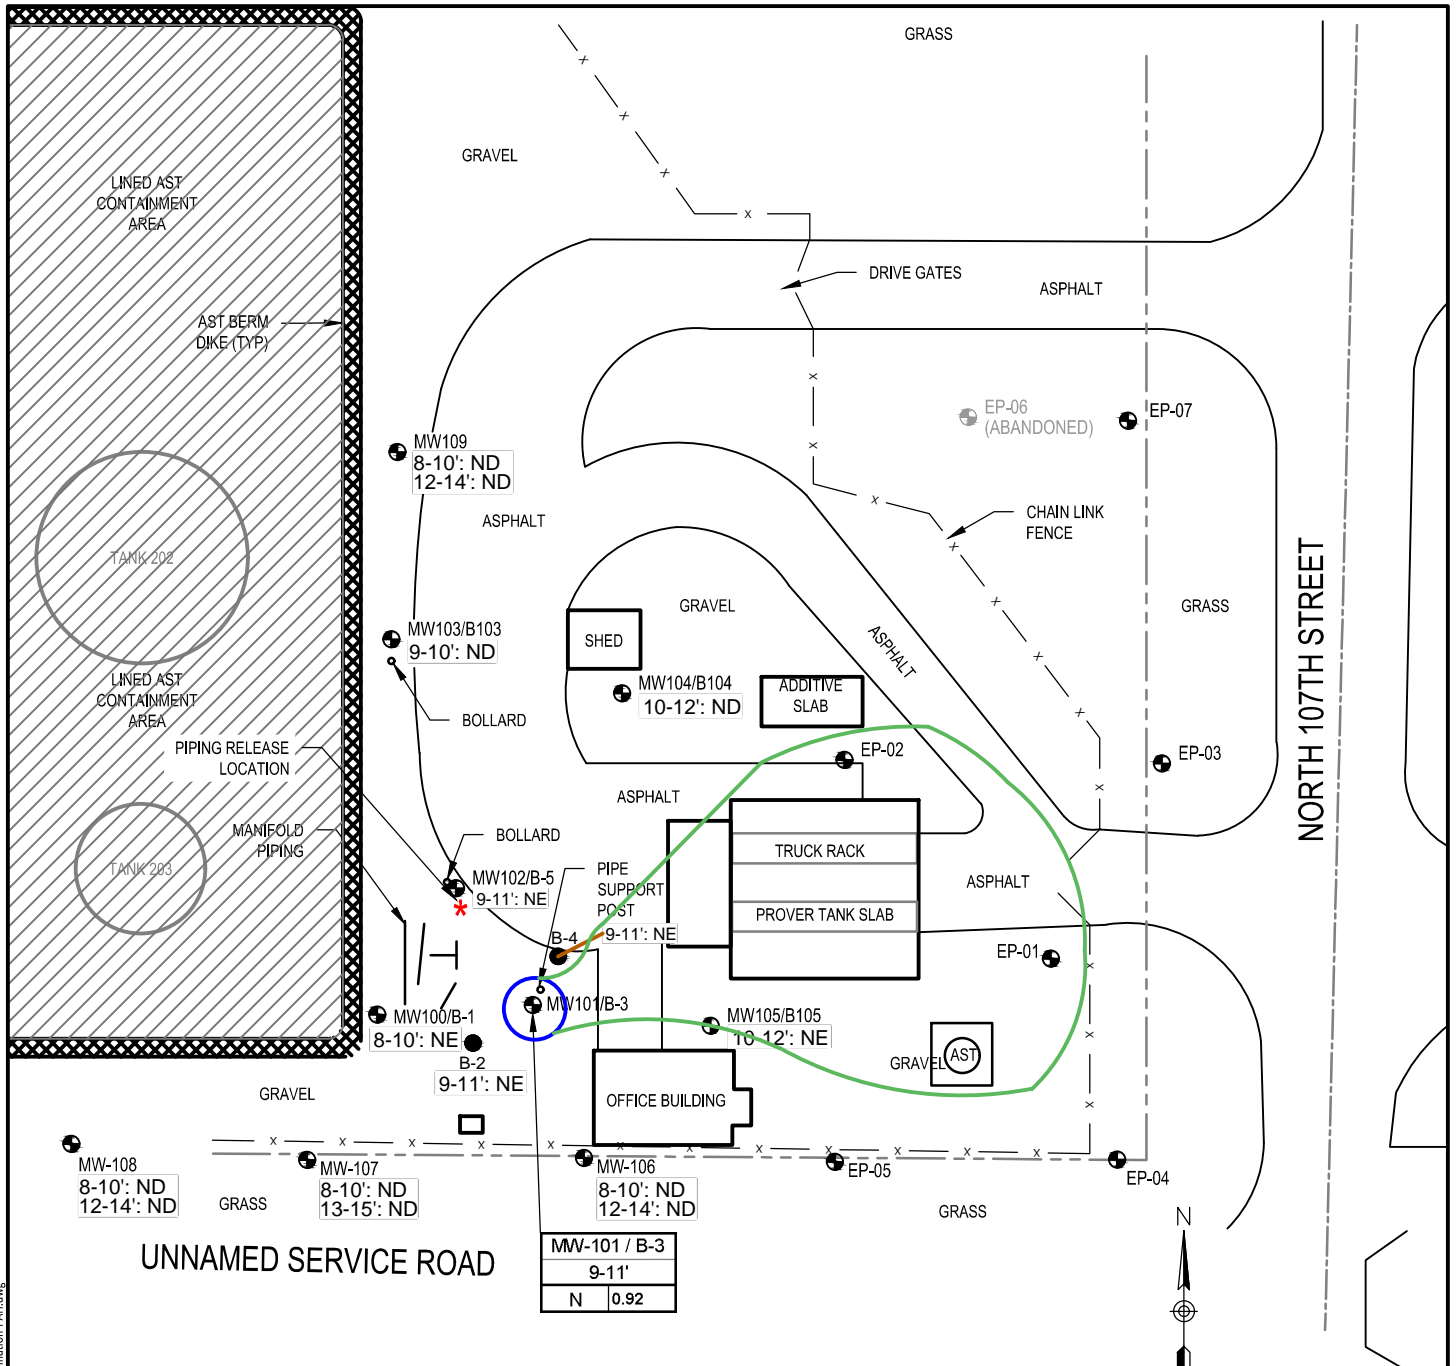 GRASS
GRAVEL
LINED AST
CONTAINMENT
AREA
DRIVE GATES
ASPHALT
AST BERM
DIKE (TYP)
EP-06
(ABANDONED)
EP-07
MW109
8-10': ND
12-14': ND
ASPHALT
CHAIN LINK
FENCE
TANK 202
NORTH 107TH STREET
GRAVEL
GRASS
MW103/B103
9-10': ND
SHED
ASPHALT
LINED AST
CONTAINMENT
AREA
MW104/B104
10-12': ND
ADDITIVE
SLAB
BOLLARD
PIPING RELEASE
LOCATION
EP-02
EP-03
ASPHALT
MANIFOLD
PIPING
BOLLARD
TRUCK RACK
TANK 203
PIPE
SUPPORT
POST
MW102/B-5
9-11': NE
*
ASPHALT
PROVER TANK SLAB
B-4
9-11': NE
EP-01
MW101/B-3
MW100/B-1
8-10': NE
MW105/B105
10-12': NE
B-2
9-11': NE
GRAVEL
AST
GRAVEL
OFFICE BUILDING
MW-108
8-10': ND
12-14': ND
MW-107
8-10': ND
13-15': ND
MW-106
8-10': ND
12-14': ND
EP-05
EP-04
GRASS
GRASS
N
UNNAMED SERVICE ROAD
MW-101 / B-3
9-11'
N 0.92